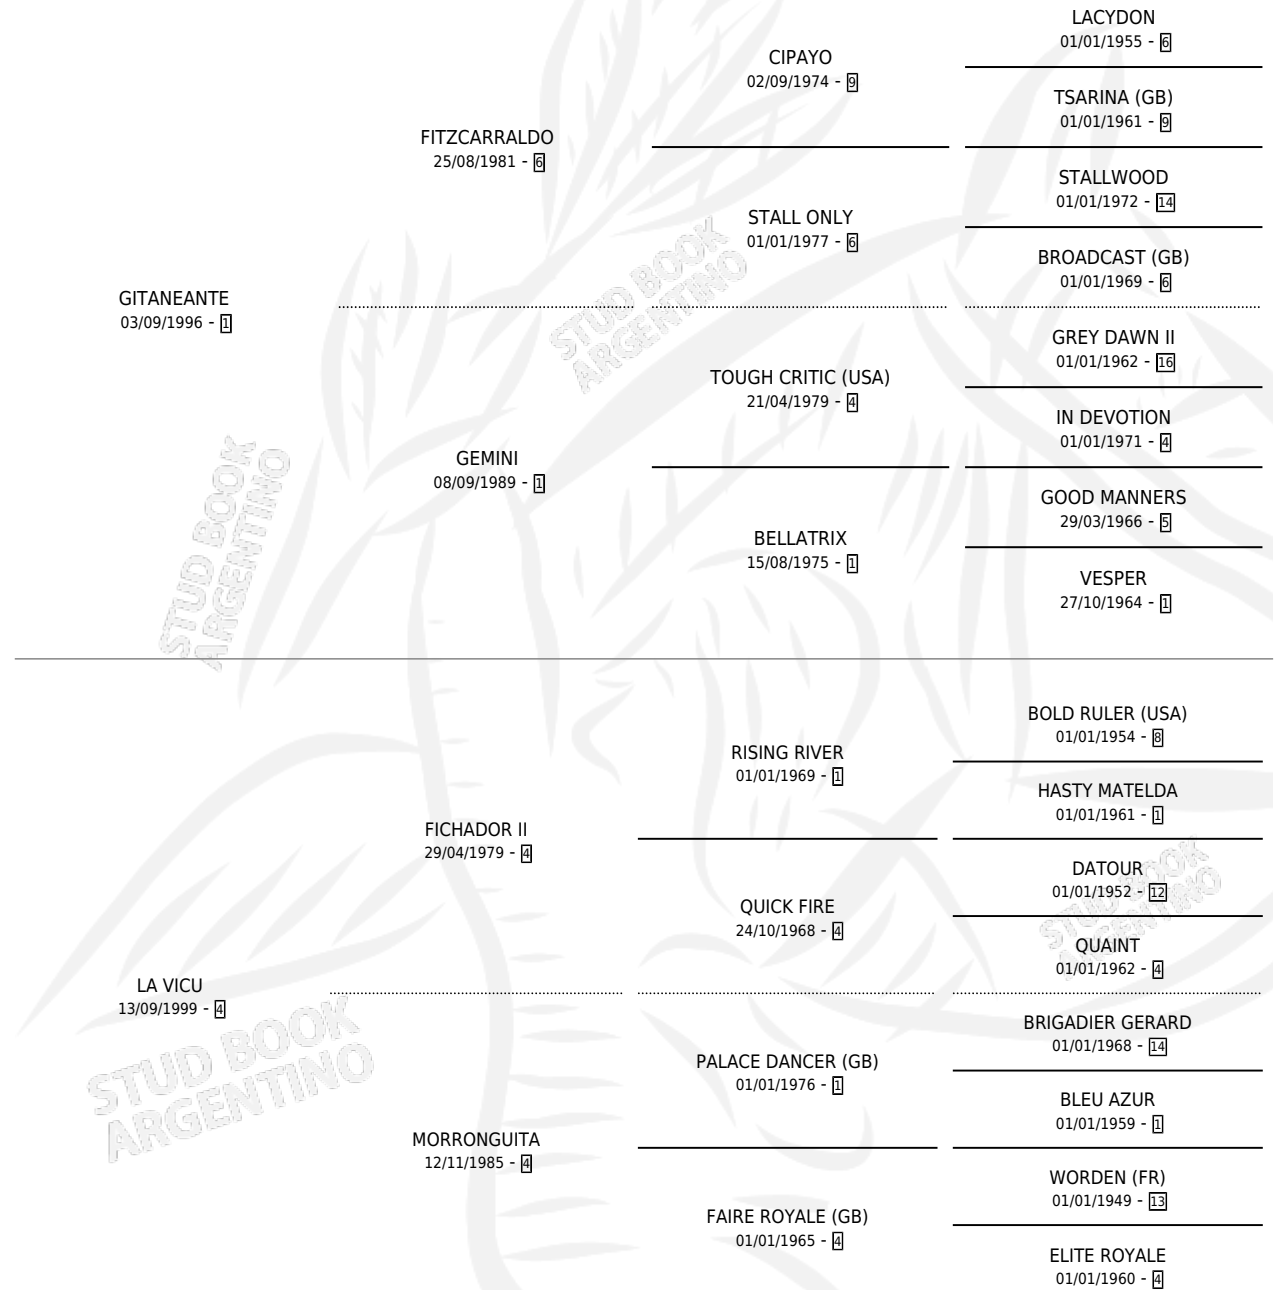 LACYDON
01/01/1955 - 6
CIPAYO
02/09/1974 - 9
TSARINA (GB)
01/01/1961 - 9
FITZCARRALDO
25/08/1981 - 6
STALLWOOD
01/01/1972 - 14
STALL ONLY
01/01/1977 - 6
BROADCAST (GB)
01/01/1969 - 6
GITANEANTE
03/09/1996 - 1
GREY DAWN II
01/01/1962 - 16
TOUGH CRITIC (USA)
21/04/1979 - 4
IN DEVOTION
01/01/1971 - 4
GEMINI
08/09/1989 - 1
GOOD MANNERS
29/03/1966 - 5
BELLATRIX
15/08/1975 - 1
VESPER
27/10/1964 - 1
STUD BOOK
ARGENTINO
STUD BOOK
ARGENTINO
BOLD RULER (USA)
01/01/1954 - 8
RISING RIVER
01/01/1969 - 1
HASTY MATELDA
01/01/1961 - 1
FICHADOR II
29/04/1979 - 4
DATOUR
01/01/1952 - 12
QUICK FIRE
24/10/1968 - 4
QUAINT
01/01/1962 - 4
LA VICU
13/09/1999 - 4
BRIGADIER GERARD
01/01/1968 - 14
PALACE DANCER (GB)
01/01/1976 - 1
BLEU AZUR
01/01/1959 - 1
MORRONGUITA
12/11/1985 - 4
WORDEN (FR)
01/01/1949 - 13
FAIRE ROYALE (GB)
01/01/1965 - 4
ELITE ROYALE
01/01/1960 - 4
STUD BOOK
ARGENTINO
STUD BOOK
ARGENTINO